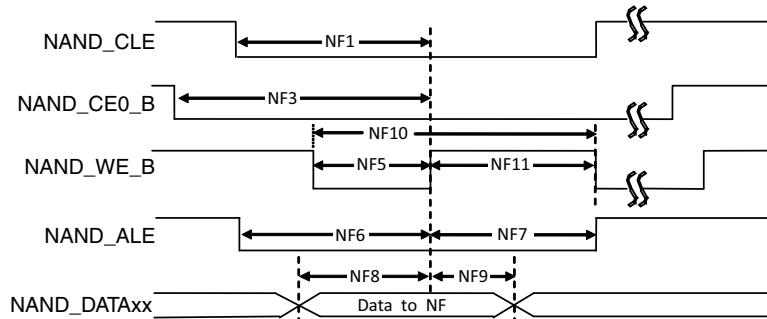 NAND_CLE
NF1
NAND_CE0_B
NF3
NF10
NAND_WE_B
NF5
NF11
NAND_ALE
NF6
NF7
NF8
NF9
NAND_DATAxx
Data to NF